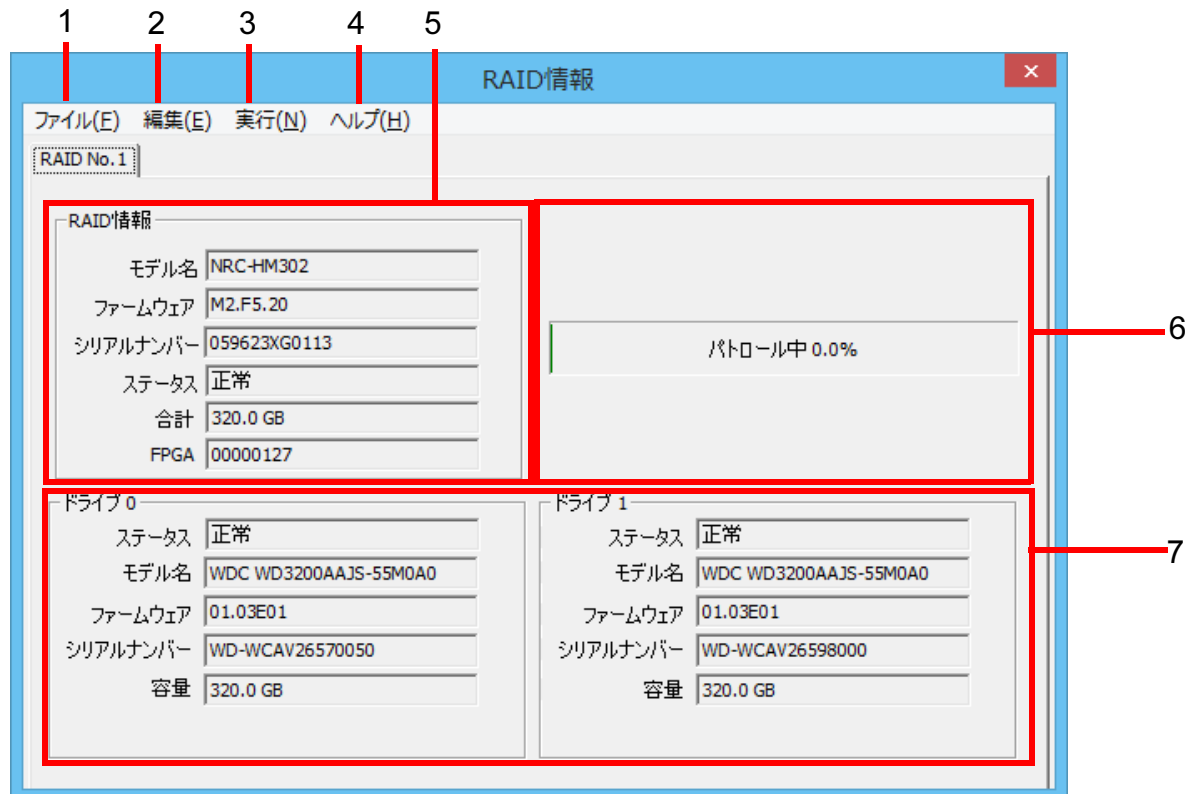 1 2 3 4 5
RAID情報
ファイル(F) 編集(E) 実行(N) ヘルプ(H)
RAID No.1
RAID情報
モデル名 NRC-HM302
ファームウェア M2.F5.20
シリアルナンバー 059623XG0113
ステータス 正常
合計 320.0 GB
FPGA 00000127
パトロール中 0.0%
6
ドライブ 0
ステータス 正常
モデル名 WDC WD3200AAJS-55M0A0
ファームウェア 01.03E01
シリアルナンバー WD-WCAV26570050
容量 320.0 GB
ドライブ 1
ステータス 正常
モデル名 WDC WD3200AAJS-55M0A0
ファームウェア 01.03E01
シリアルナンバー WD-WCAV26598000
容量 320.0 GB
7